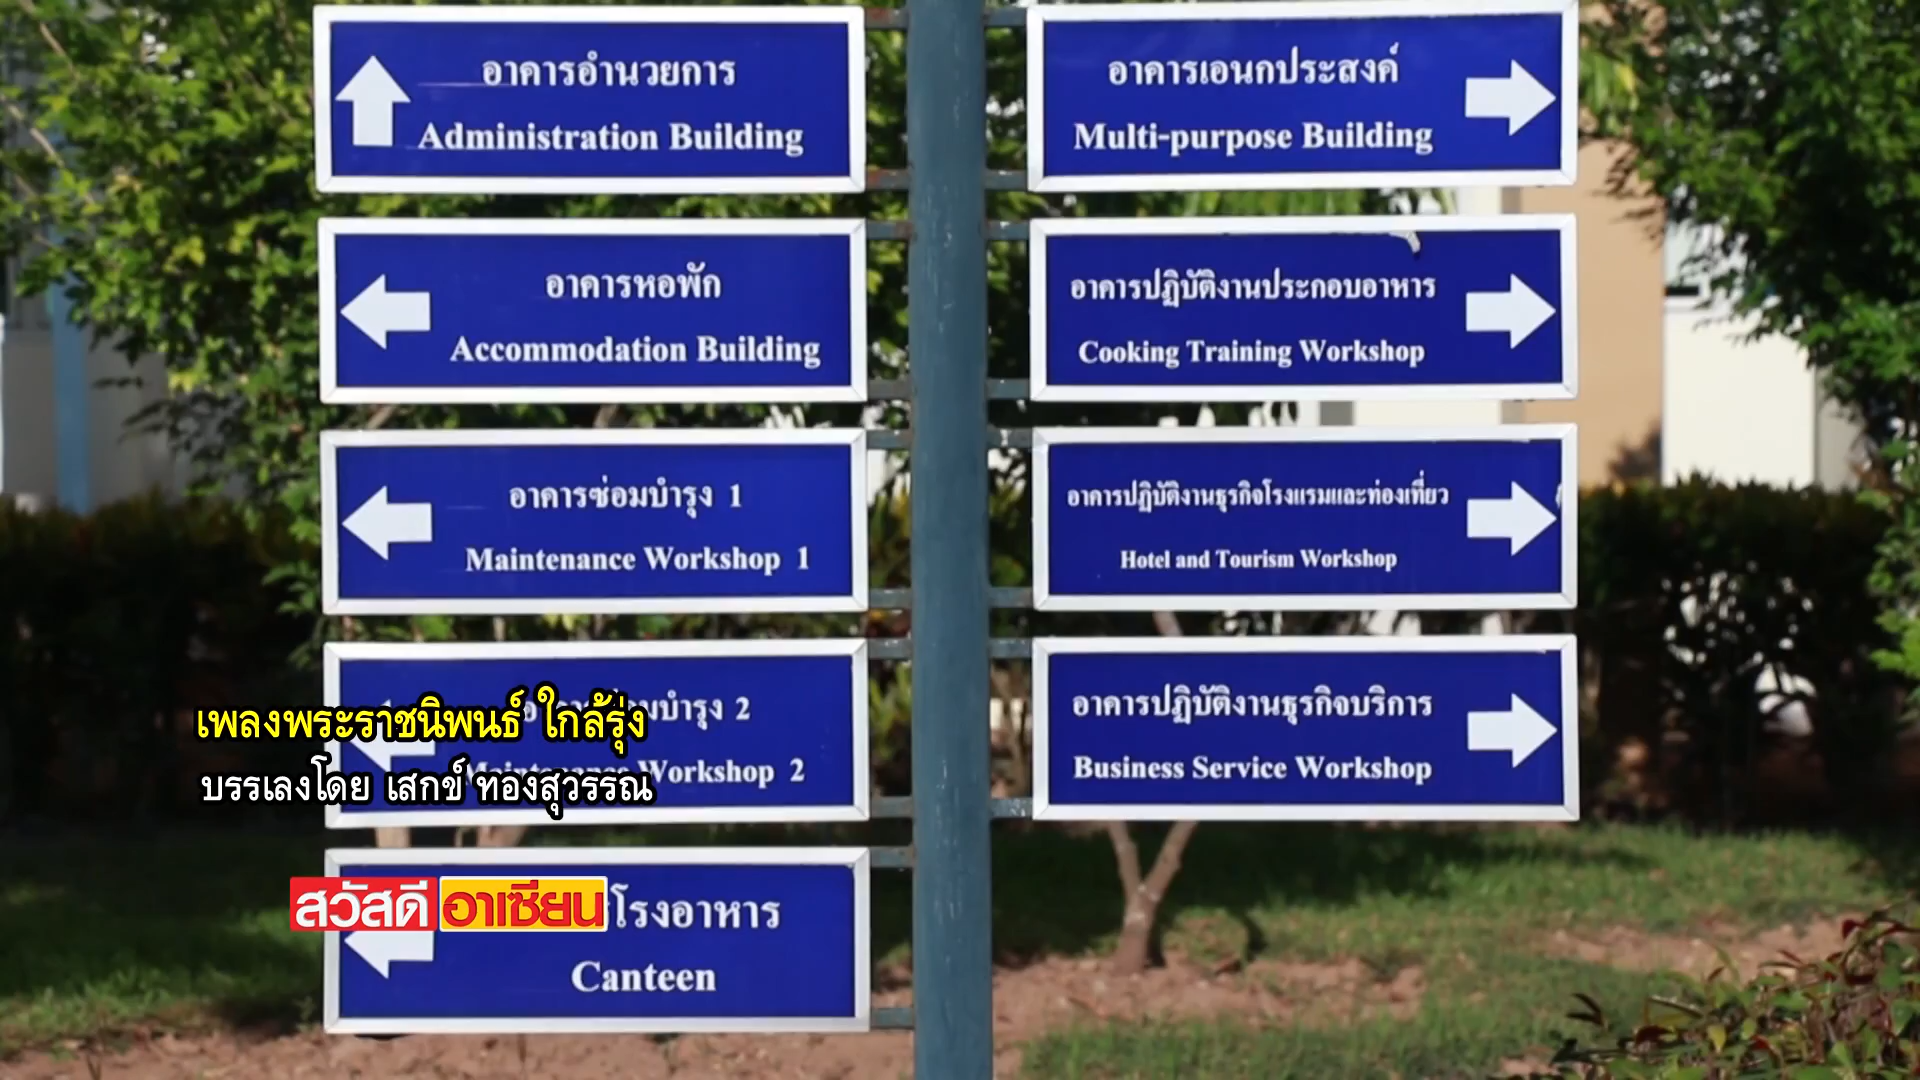 อาคารอำนวยการ
Administration Building
อาคารหอพัก
Accommodation Building
อาคารซ่อมบำรุง 1
Maintenance Workshop 1
มบำรุง 2
Workshop 2
โรงอาหาร
Canteen
อาคารเอนกประสงค์
Multi-purpose Building
อาคารปฏิบัติงานประกอบอาหาร
Cooking Training Workshop
อาคารปฏิบัติงานธุรกิจโรงแรมและท่องเที่ยว
Hotel and Tourism Workshop
อาคารปฏิบัติงานธุรกิจบริการ
Business Service Workshop
เพลงพระราชนิพนธ์ ใกล้รุ่ง
บรรเลงโดย เสกข์ ทองสุวรรณ
สวัสดี อาเซียน